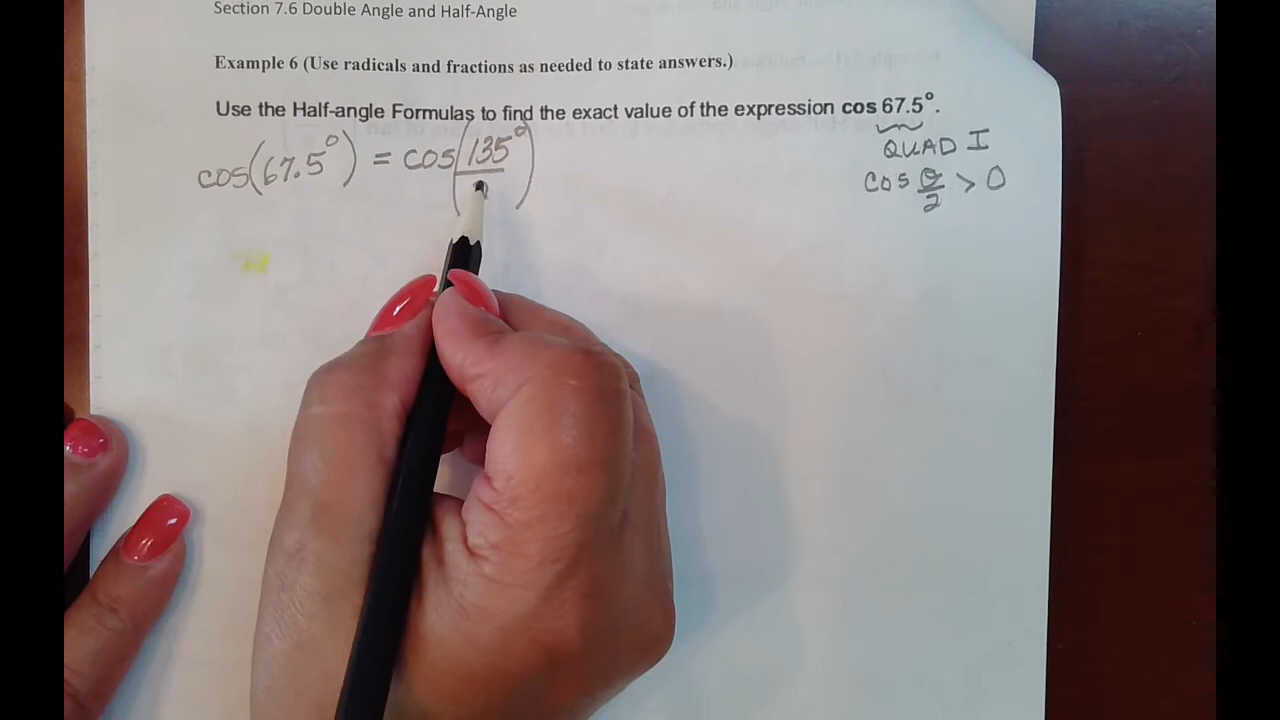 Section 7.6 Double Angle and Half-Angle
Example 6 (Use radicals and fractions as needed to state answers.)
Use the Half-angle Formulas to find the exact value of the expression cos 67.5°.
cos(67.5°) = cos(135°/2)
QUAD I
cos θ/2 > 0